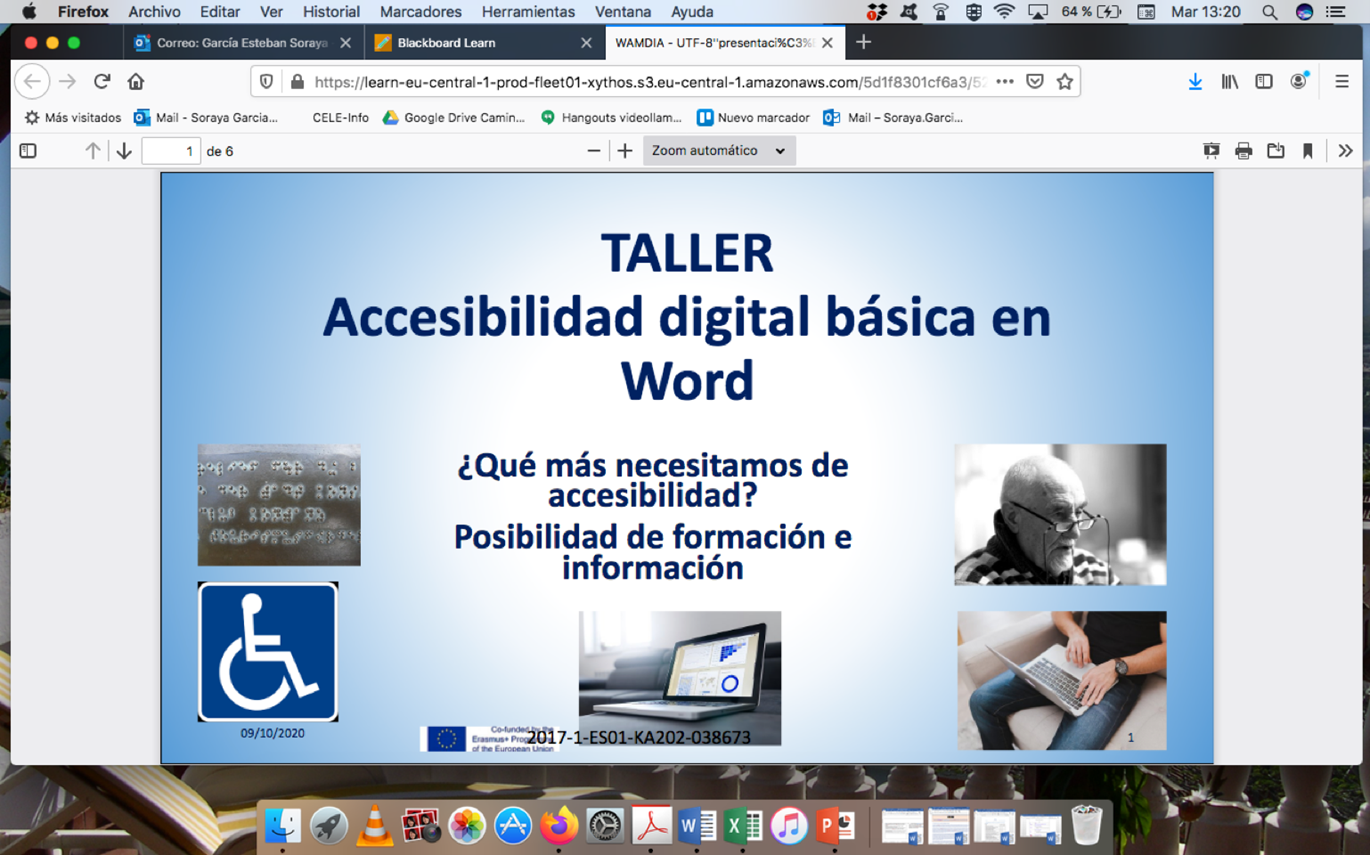 Firefox Archivo Editar Ver Historial Marcadores Herramientas Ventana Ayuda 64 % Mar 13:20
Correo: García Esteban Soraya
Blackboard Learn
WAMDIA - UTF-8''presentaci%C3%
https://learn-eu-central-1-prod-fleet01-xythos.s3.eu-central-1.amazonaws.com/5d1f8301cf6a3/52
Más visitados Mail - Soraya Garcia... CELE-Info Google Drive Camin... Hangouts videollam... Nuevo marcador Mail – Soraya.Garci...
1 de 6 Zoom automático
TALLER
Accesibilidad digital básica en
Word
¿Qué más necesitamos de
accesibilidad?
Posibilidad de formación e
información
09/10/2020
Co-funded by the
Erasmus+
of the European Union
2017-1-ES01-KA202-038673
1